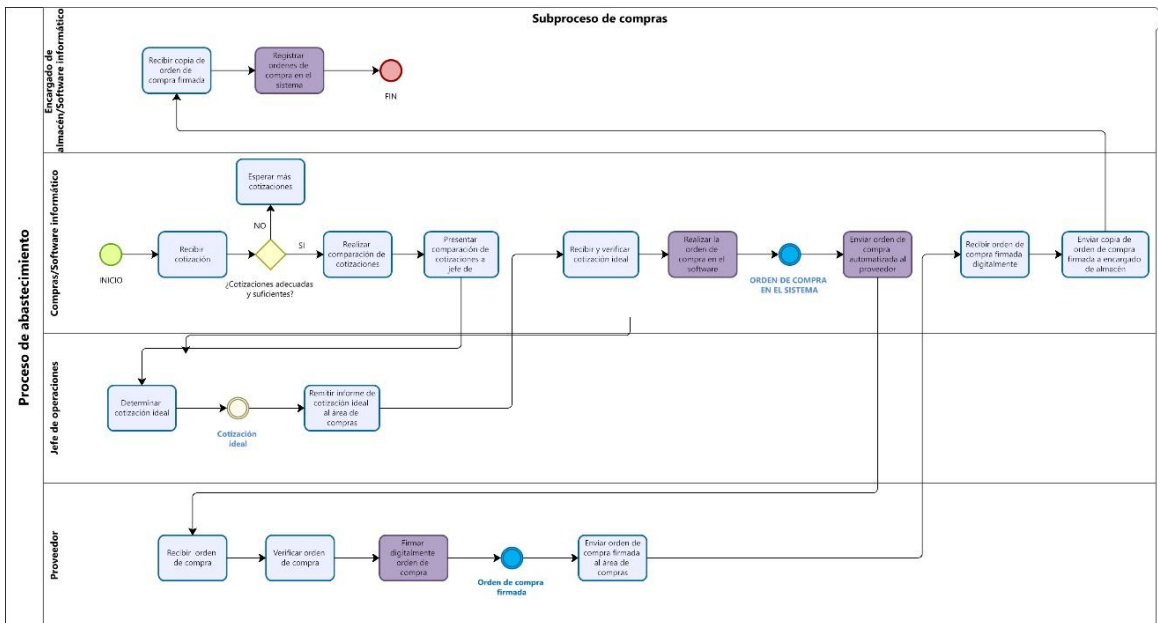 Subproceso de compras
Proceso de abastecimiento
Encargado de
almacén/Software informático
Recibir copia de
orden de
compra firmada
Registrar
ordenes de
compra en el
sistema
FIN
Compras/Software informático
INICIO
Recibir
cotización
Esperar más
cotizaciones
NO
SI
¿Cotizaciones adecuadas
y suficientes?
Realizar
comparación de
cotizaciones
Presentar
comparación de
cotizaciones a
jefe de
Recibir y verificar
cotización ideal
Realizar la
orden de
compra en el
software
ORDEN DE COMPRA
EN EL SISTEMA
Enviar orden de
compra
automatizada al
proveedor
Recibir orden de
compra firmada
digitalmente
Enviar copia de
orden de compra
firmada a encargado
de almacén
Jefe de operaciones
Determinar
cotización ideal
Cotización
ideal
Remitir informe de
cotización ideal
al área de
compras
Proveedor
Recibir orden
de compra
Verificar orden
de compra
Firmar
digitalmente
orden de
compra
Orden de compra
firmada
Enviar orden de
compra firmada
al área de
compras